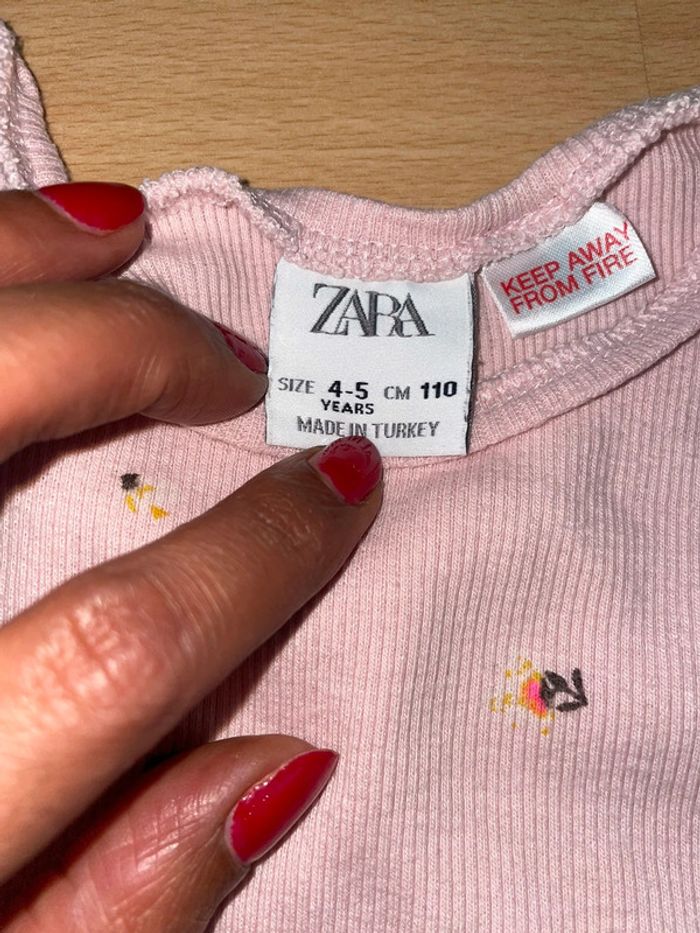 ZARA
SIZE 4-5 CM 110
YEARS
MADE IN TURKEY
KEEP AWAY
FROM FIRE